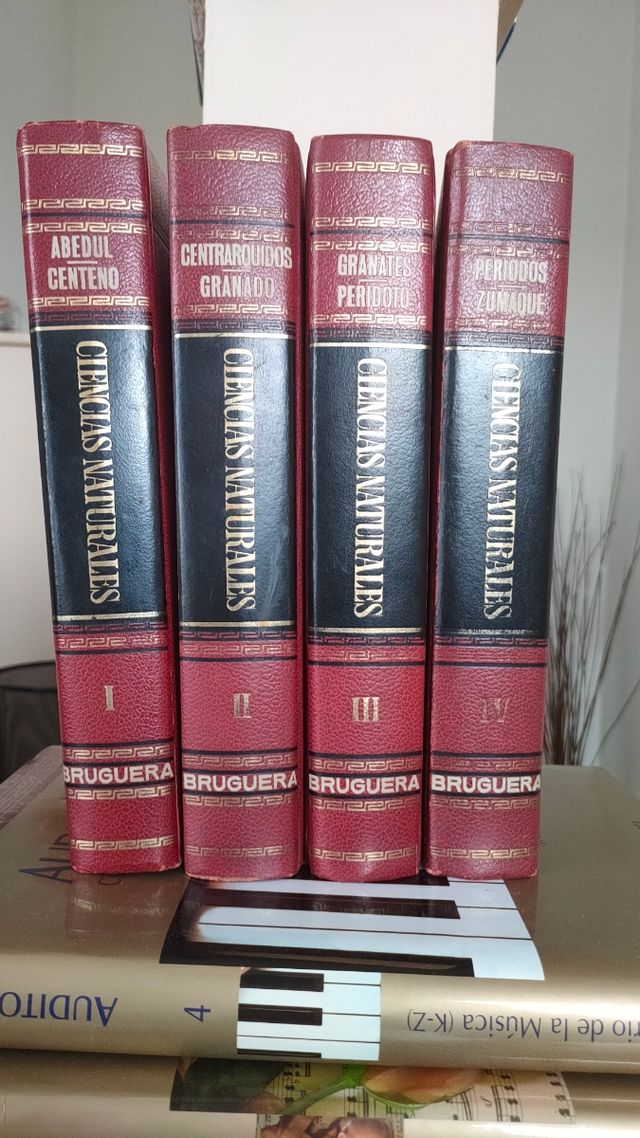 ABEDUL
CENTENO
CIENCIAS NATURALES
I
BRUGUERA
CENTRARQUIDOS
GRANADO
CIENCIAS NATURALES
II
BRUGUERA
GRANATES
PERIDOTO
CIENCIAS NATURALES
III
BRUGUERA
PERIODOS
ZUMAQUE
CIENCIAS NATURALES
IV
BRUGUERA
AUDITO
4
rio de la Música (K-Z)